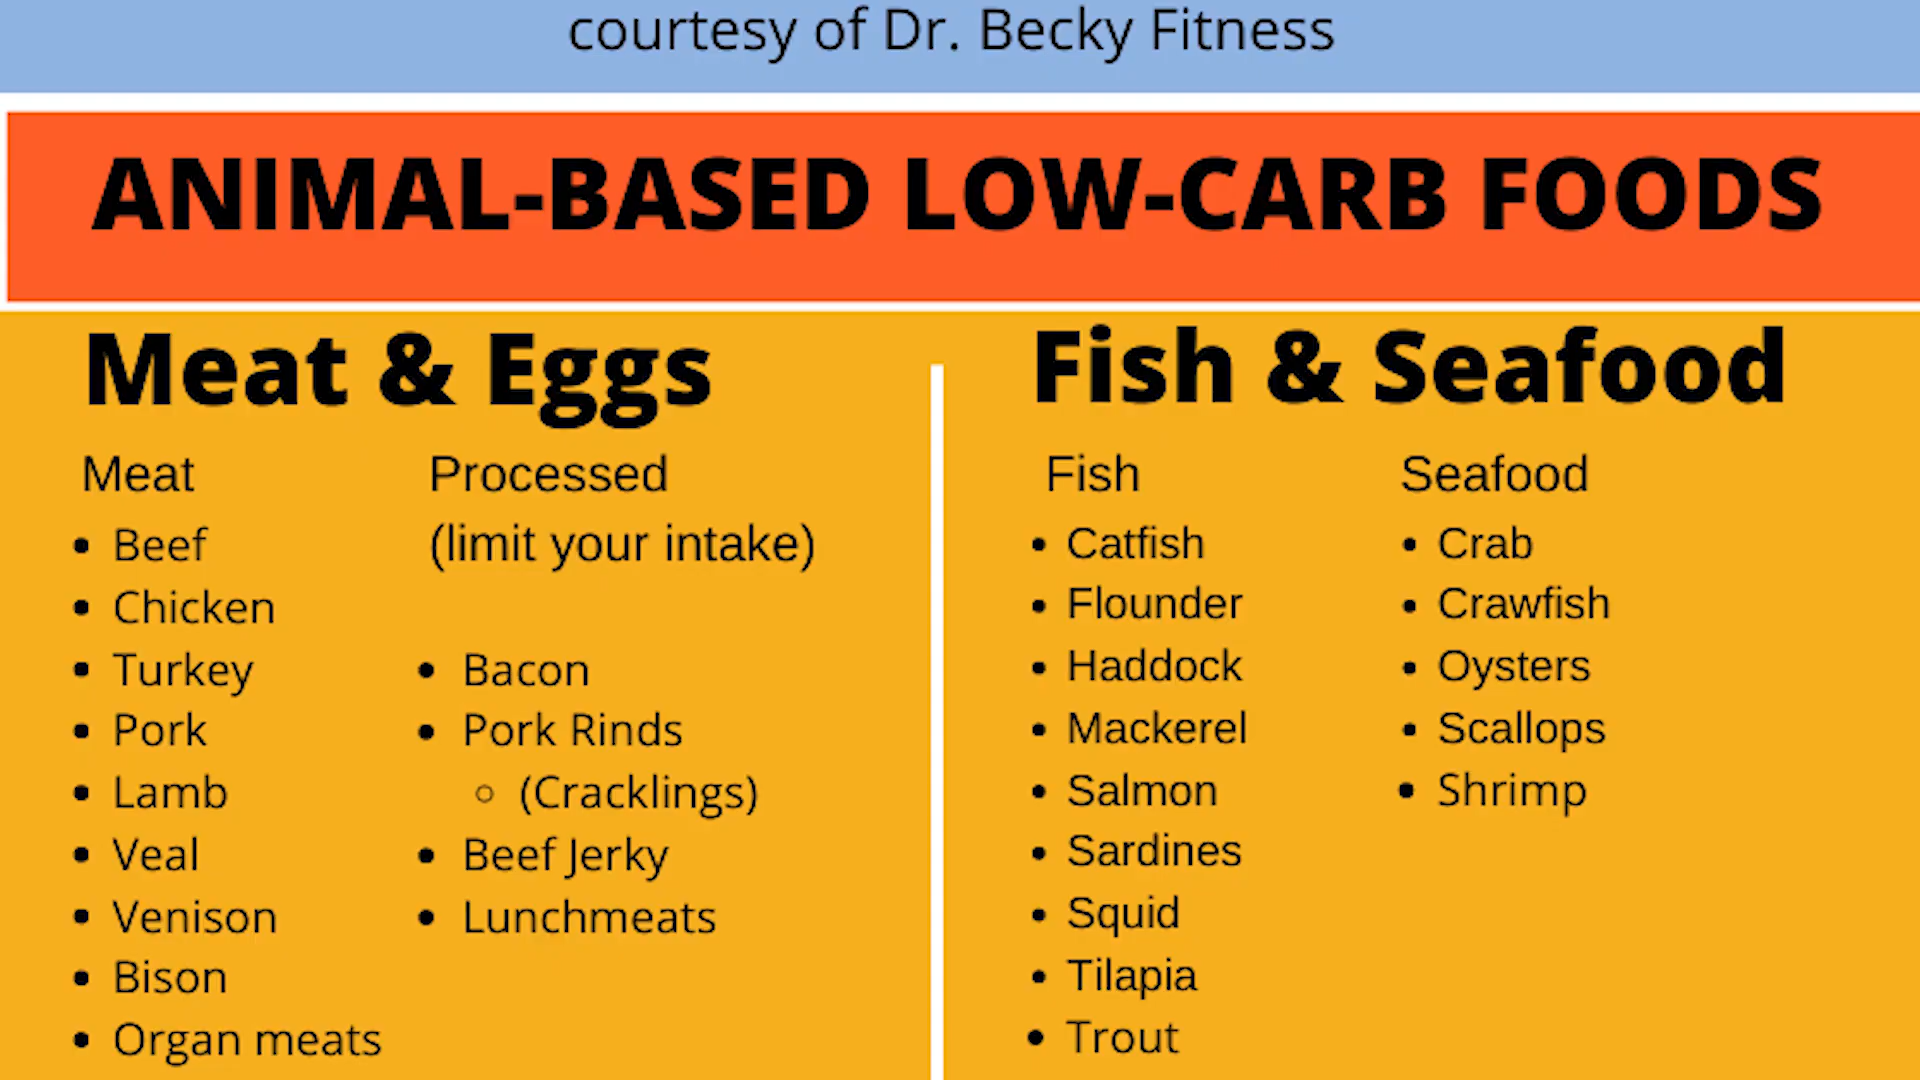 courtesy of Dr. Becky Fitness
ANIMAL-BASED LOW-CARB FOODS
Meat & Eggs
Meat
• Beef
• Chicken
• Turkey
• Pork
• Lamb
• Veal
• Venison
• Bison
• Organ meats
Processed
(limit your intake)
• Bacon
• Pork Rinds
◦ (Cracklings)
• Beef Jerky
• Lunchmeats
Fish & Seafood
Fish
• Catfish
• Flounder
• Haddock
• Mackerel
• Salmon
• Sardines
• Squid
• Tilapia
• Trout
Seafood
• Crab
• Crawfish
• Oysters
• Scallops
• Shrimp